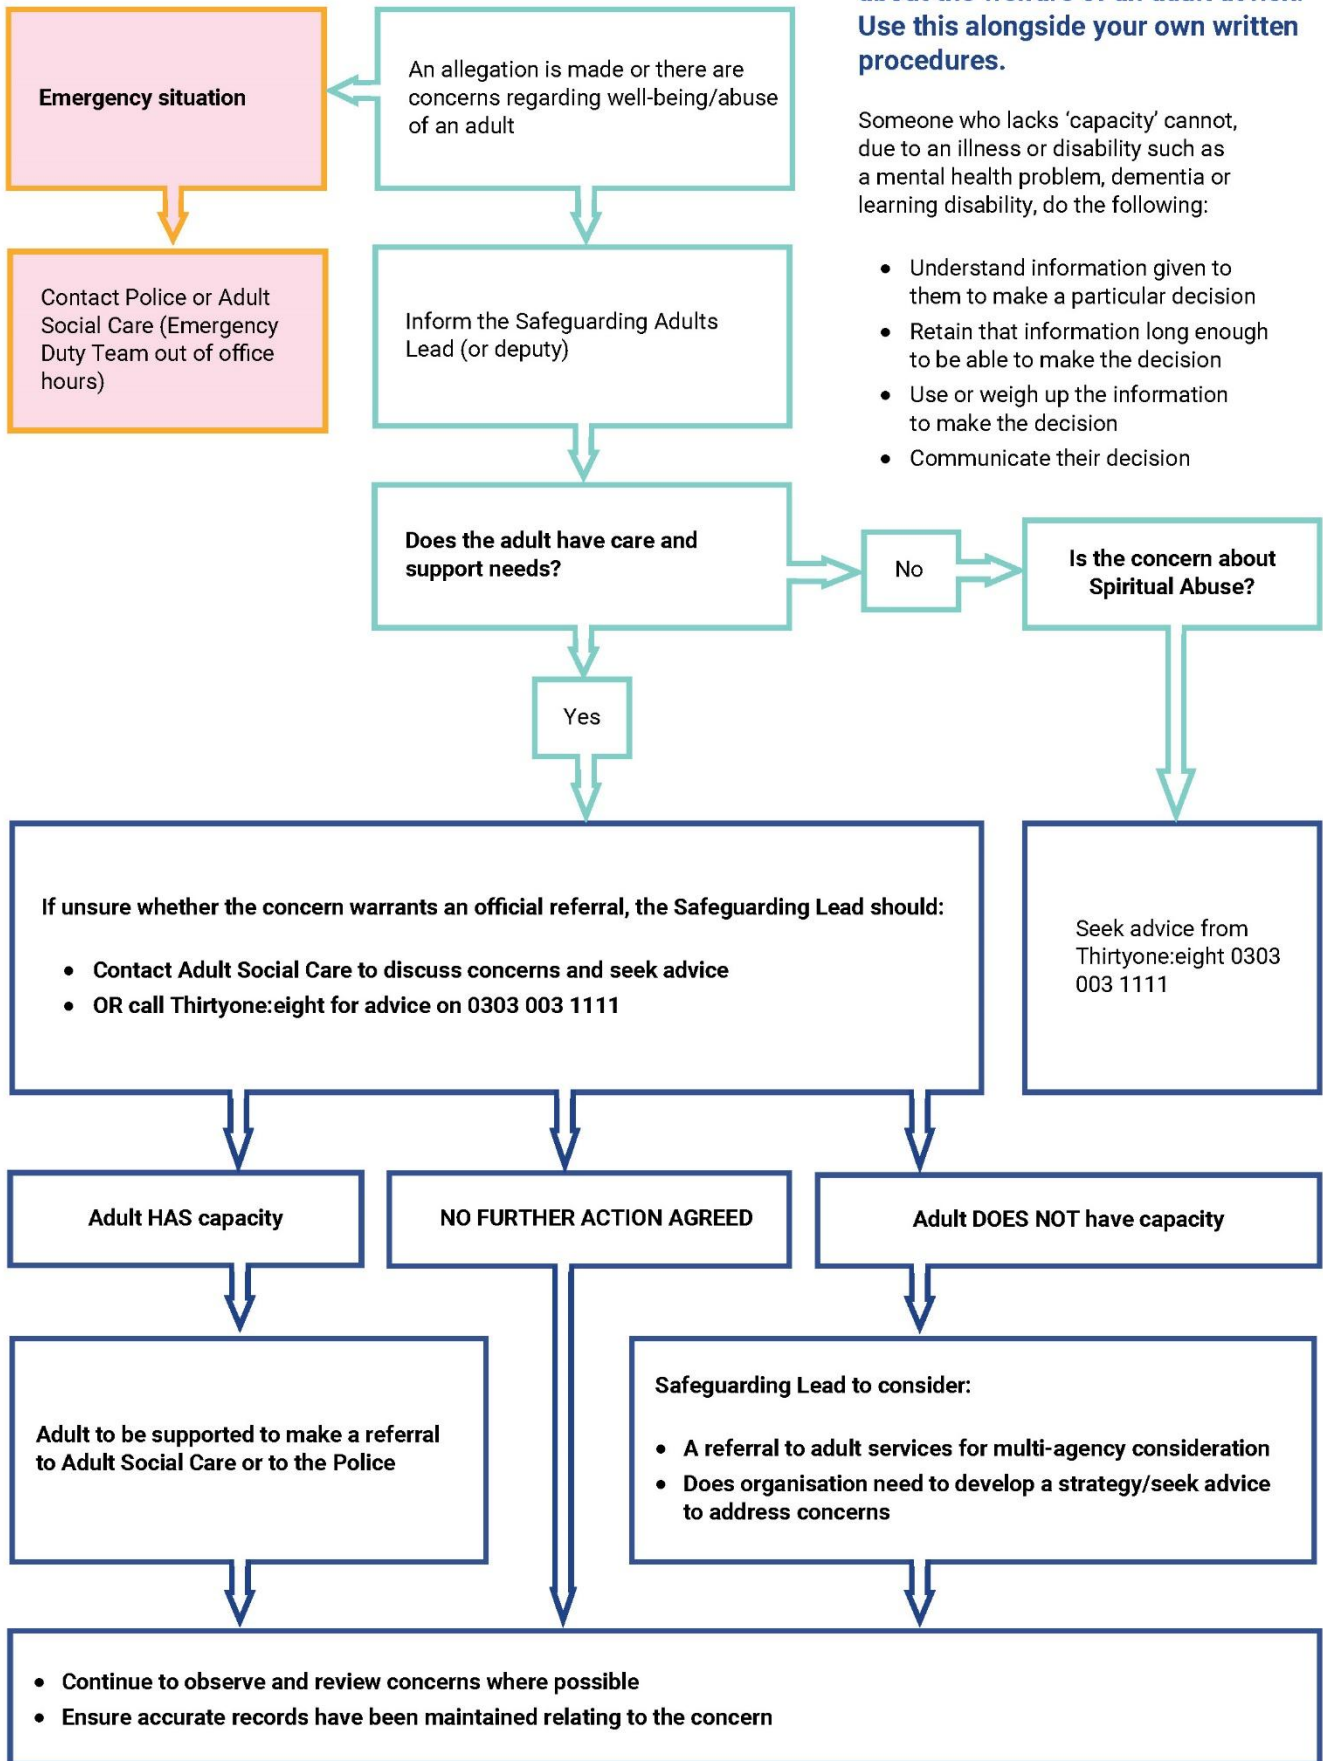 Use this alongside your own written
procedures.
Someone who lacks ‘capacity’ cannot,
due to an illness or disability such as
a mental health problem, dementia or
learning disability, do the following:
• Understand information given to
them to make a particular decision
• Retain that information long enough
to be able to make the decision
• Use or weigh up the information
to make the decision
• Communicate their decision
Emergency situation
An allegation is made or there are
concerns regarding well-being/abuse
of an adult
Contact Police or Adult
Social Care (Emergency
Duty Team out of office
hours)
Inform the Safeguarding Adults
Lead (or deputy)
Does the adult have care and
support needs?
No
Is the concern about
Spiritual Abuse?
Yes
If unsure whether the concern warrants an official referral, the Safeguarding Lead should:
• Contact Adult Social Care to discuss concerns and seek advice
• OR call Thirtyone:eight for advice on 0303 003 1111
Seek advice from
Thirtyone:eight 0303
003 1111
Adult HAS capacity
NO FURTHER ACTION AGREED
Adult DOES NOT have capacity
Adult to be supported to make a referral
to Adult Social Care or to the Police
Safeguarding Lead to consider:
• A referral to adult services for multi-agency consideration
• Does organisation need to develop a strategy/seek advice
to address concerns
• Continue to observe and review concerns where possible
• Ensure accurate records have been maintained relating to the concern